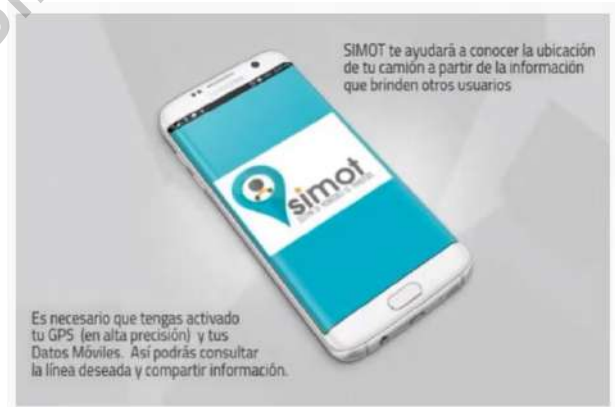 SIMOT te ayudará a conocer la ubicación
de tu camión a partir de la información
que brinden otros usuarios
simot
Es necesario que tengas activado
tu GPS (en alta precisión) y tus
Datos Móviles. Así podrás consultar
la línea deseada y compartir información.